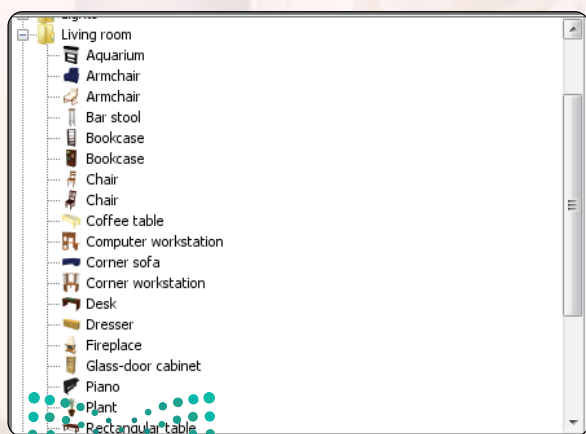 Lights
Living room
Aquarium
Armchair
Armchair
Bar stool
Bookcase
Bookcase
Chair
Chair
Coffee table
Computer workstation
Corner sofa
Corner workstation
Desk
Dresser
Fireplace
Glass-door cabinet
Piano
Plant
Rectangular table